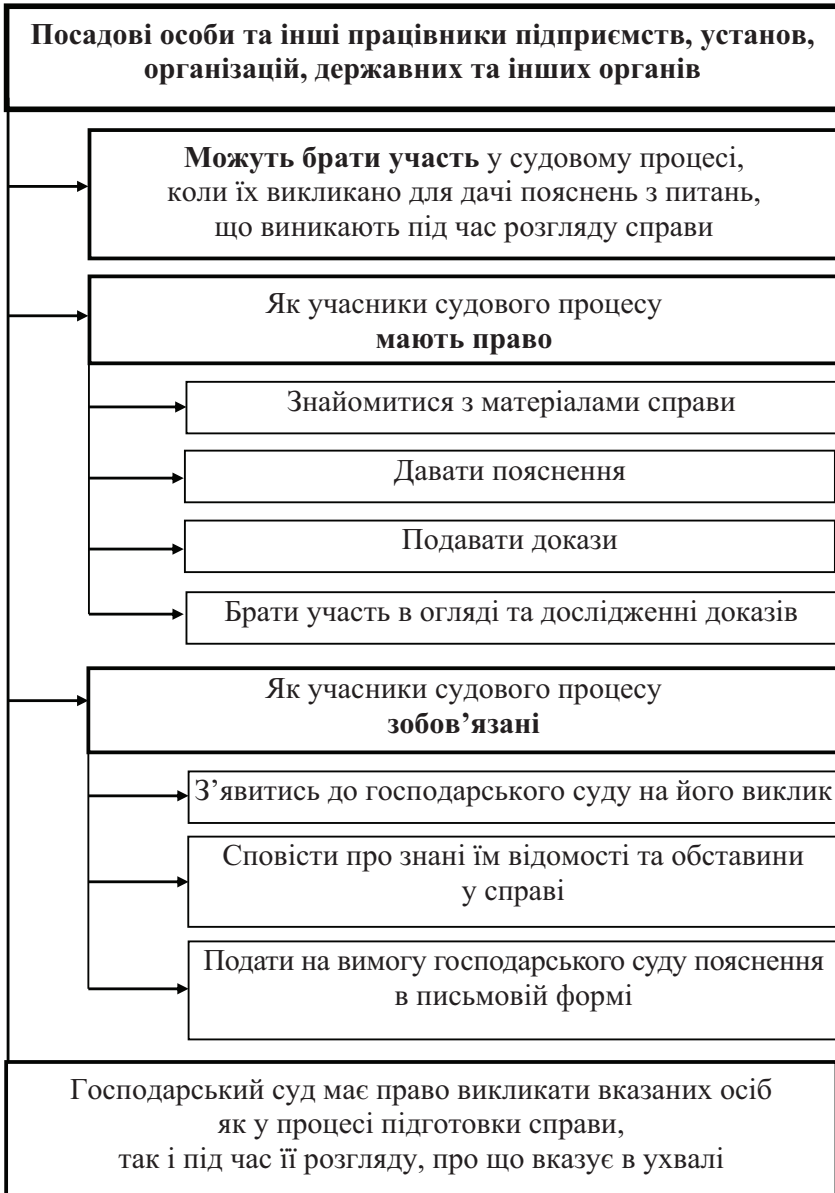 Посадові особи та інші працівники підприємств, установ,
організацій, державних та інших органів
Можуть брати участь у судовому процесі,
коли їх викликано для дачі пояснень з питань,
що виникають під час розгляду справи
Як учасники судового процесу
мають право
Знайомитися з матеріалами справи
Давати пояснення
Подавати докази
Брати участь в огляді та дослідженні доказів
Як учасники судового процесу
зобов’язані
З’явитись до господарського суду на його виклик
Сповісти про знані їм відомості та обставини
у справі
Подати на вимогу господарського суду пояснення
в письмовій формі
Господарський суд має право викликати вказаних осіб
як у процесі підготовки справи,
так і під час її розгляду, про що вказує в ухвалі